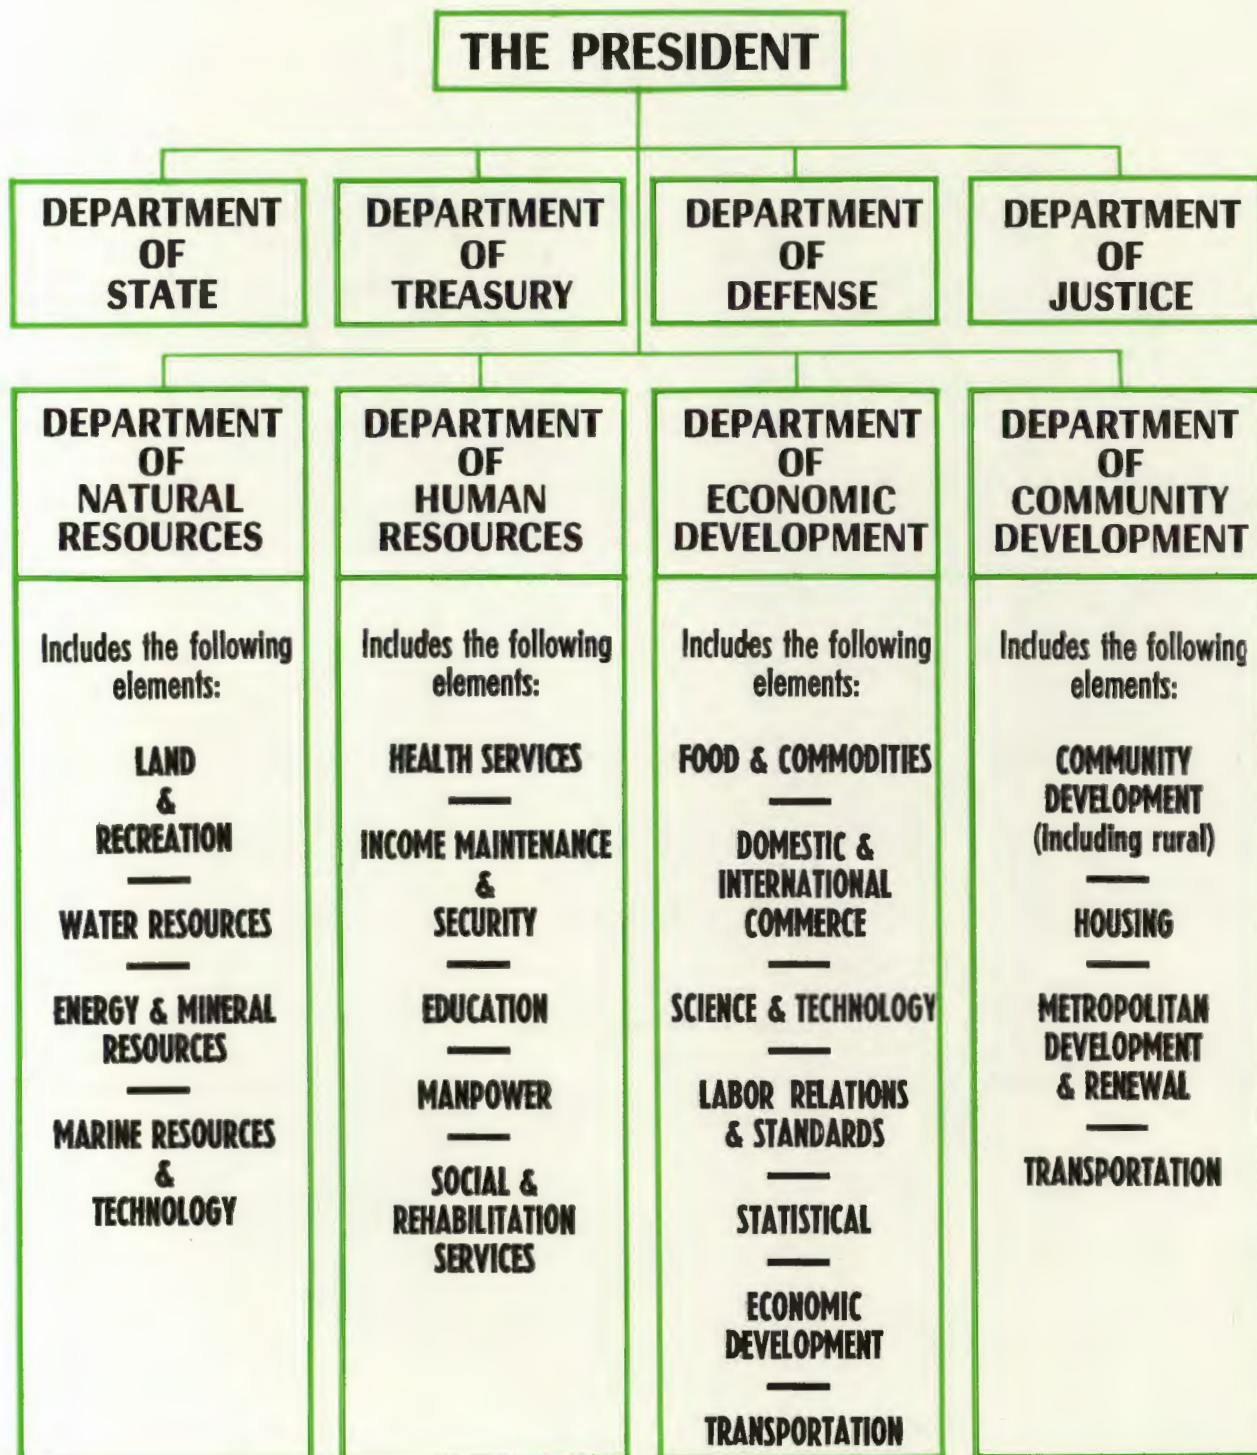 THE PRESIDENT
DEPARTMENT
OF
STATE
DEPARTMENT
OF
TREASURY
DEPARTMENT
OF
DEFENSE
DEPARTMENT
OF
JUSTICE
DEPARTMENT
OF
NATURAL
RESOURCES
Includes the following
elements:
LAND
&
RECREATION
WATER RESOURCES
ENERGY & MINERAL
RESOURCES
MARINE RESOURCES
&
TECHNOLOGY
DEPARTMENT
OF
HUMAN
RESOURCES
Includes the following
elements:
HEALTH SERVICES
INCOME MAINTENANCE
&
SECURITY
EDUCATION
MANPOWER
SOCIAL &
REHABILITATION
SERVICES
DEPARTMENT
OF
ECONOMIC
DEVELOPMENT
Includes the following
elements:
FOOD & COMMODITIES
DOMESTIC &
INTERNATIONAL
COMMERCE
SCIENCE & TECHNOLOGY
LABOR RELATIONS
& STANDARDS
STATISTICAL
ECONOMIC
DEVELOPMENT
TRANSPORTATION
DEPARTMENT
OF
COMMUNITY
DEVELOPMENT
Includes the following
elements:
COMMUNITY
DEVELOPMENT
(including rural)
HOUSING
METROPOLITAN
DEVELOPMENT
& RENEWAL
TRANSPORTATION